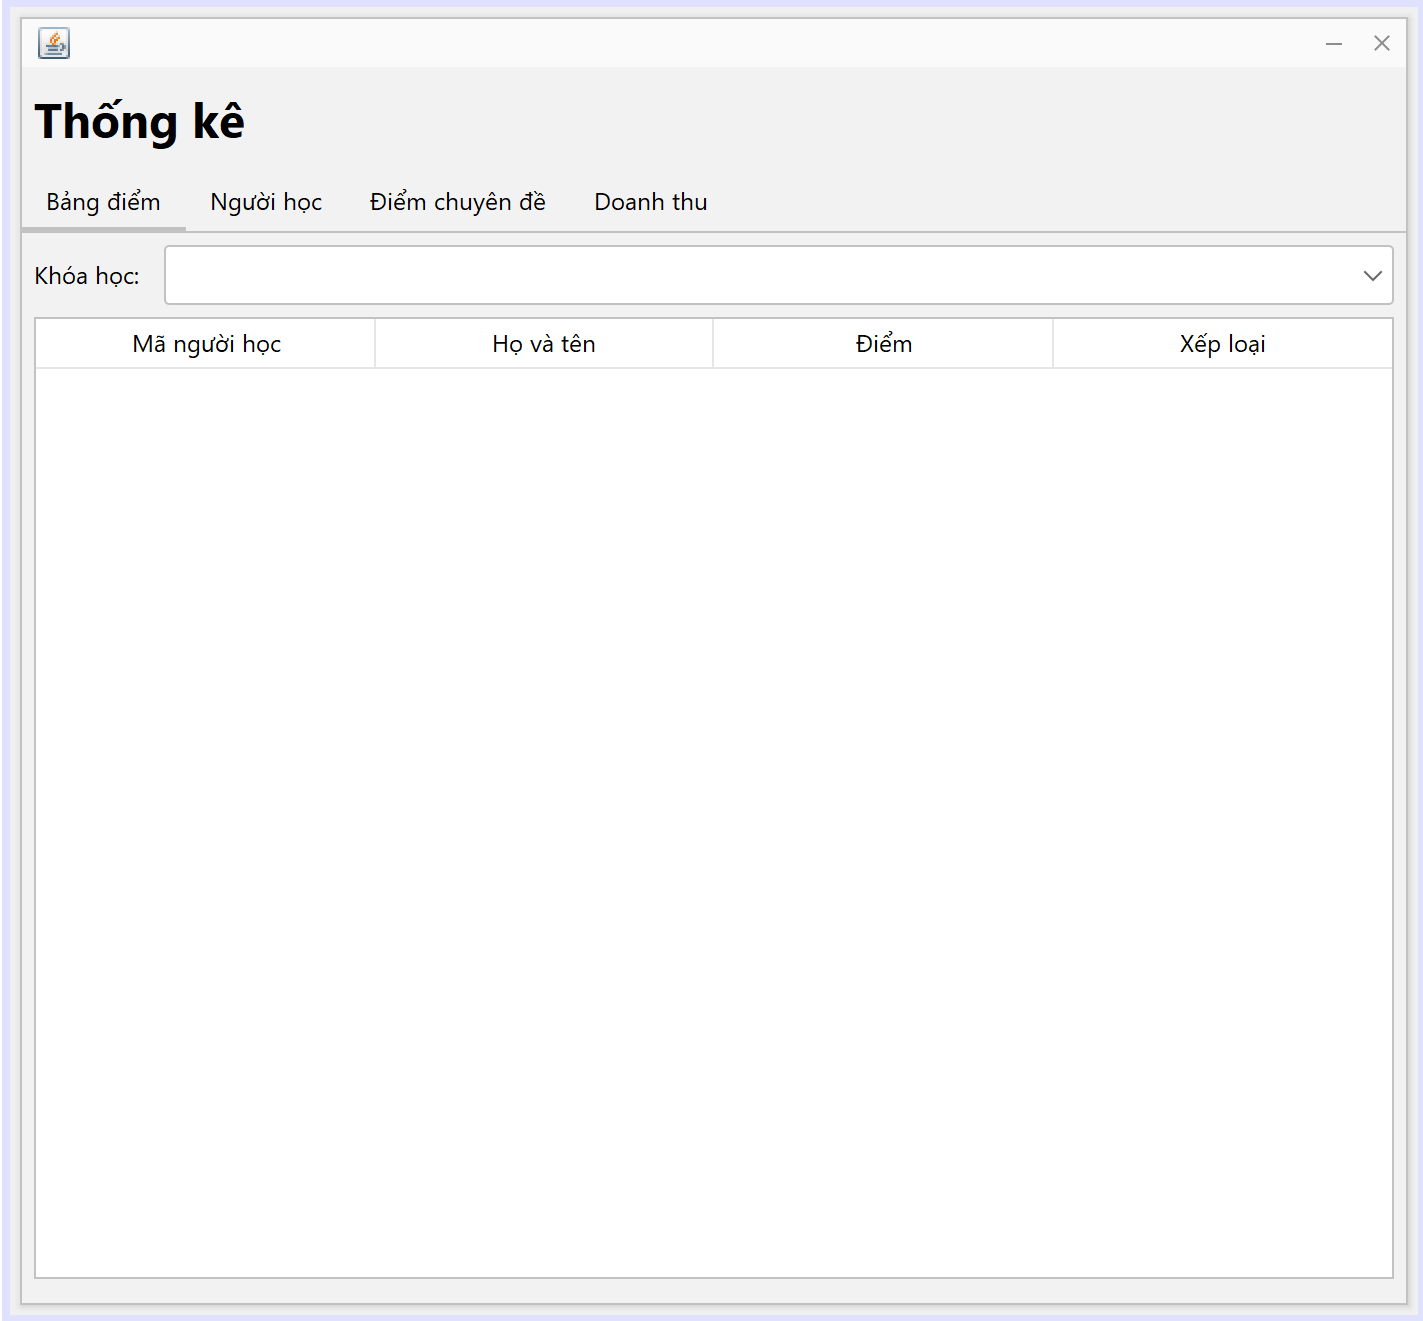 Thống kê
Bảng điểm Người học Điểm chuyên đề Doanh thu
Khóa học:
Mã người học Họ và tên Điểm Xếp loại